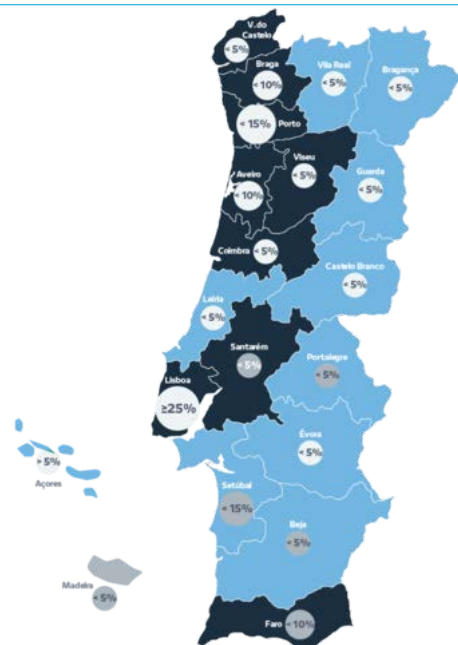 V. do
Castelo
< 5%
Braga
< 10%
Vila Real
< 5%
Bragança
< 5%
< 15%
Porto
Viseu
< 5%
Aveiro
< 10%
Guarda
< 5%
Coimbra
< 5%
Castelo Branco
< 5%
Leiria
< 5%
Santarém
< 5%
Portalegre
< 5%
Lisboa
≥25%
Évora
< 5%
> 5%
Açores
Setúbal
< 15%
Beja
< 5%
Madeira
< 5%
Faro
< 10%